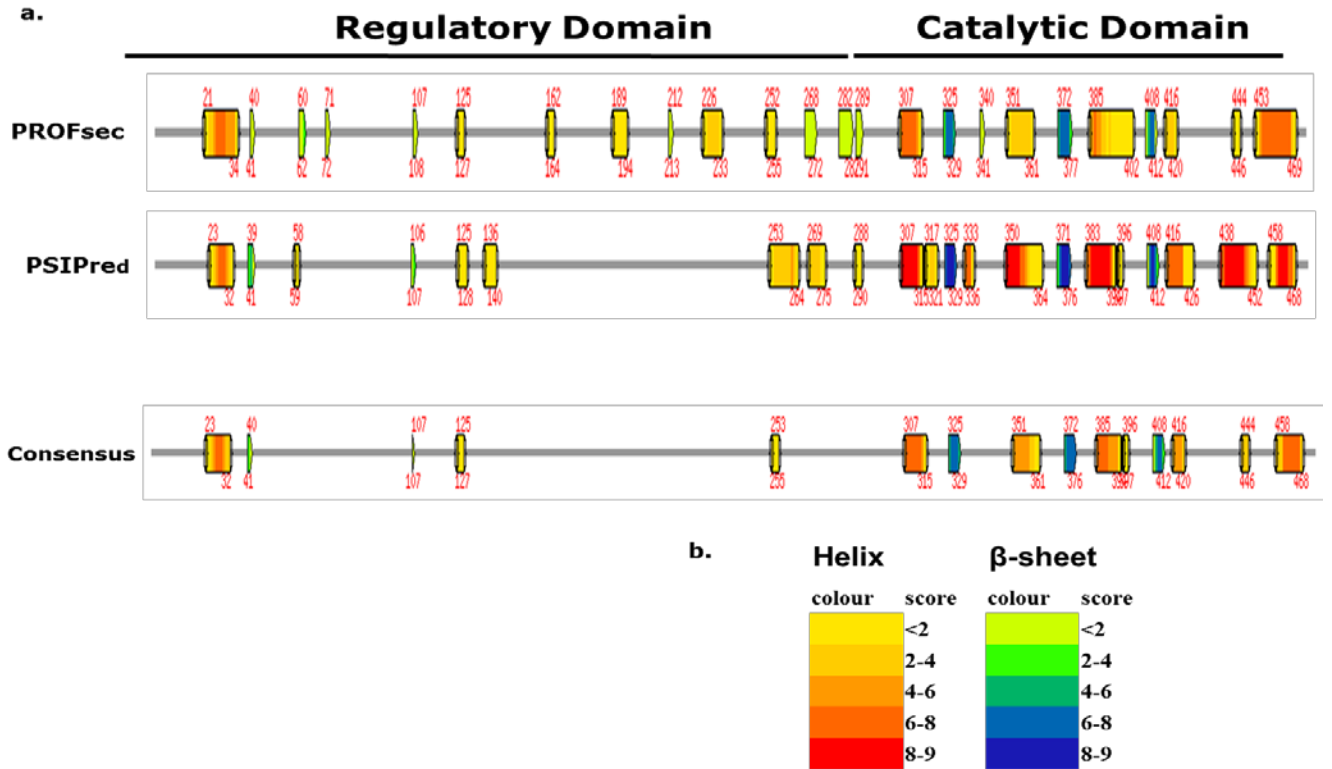 a.
Regulatory Domain Catalytic Domain
21 40 60 71 107 125 162 189 212 226 252 268 282 289 307 325 340 351 372 385 408 416 444 453
PROFsec
34 41 62 72 108 127 164 194 213 233 255 272 291 315 329 341 361 377 402 412 420 446 469
23 39 58 106 125 136 253 269 288 307 317 325 333 350 371 383 396 408 416 438 458
PSIPred
32 41 59 107 128 140 264 275 290 315 321 329 336 364 376 412 426 452 468
23 40 107 125 253 307 325 351 372 385 396 408 416 444 458
Consensus
32 41 107 127 255 315 329 361 376 412 420 446 468
b.
Helix β-sheet
colour score colour score
<2 <2
2-4 2-4
4-6 4-6
6-8 6-8
8-9 8-9